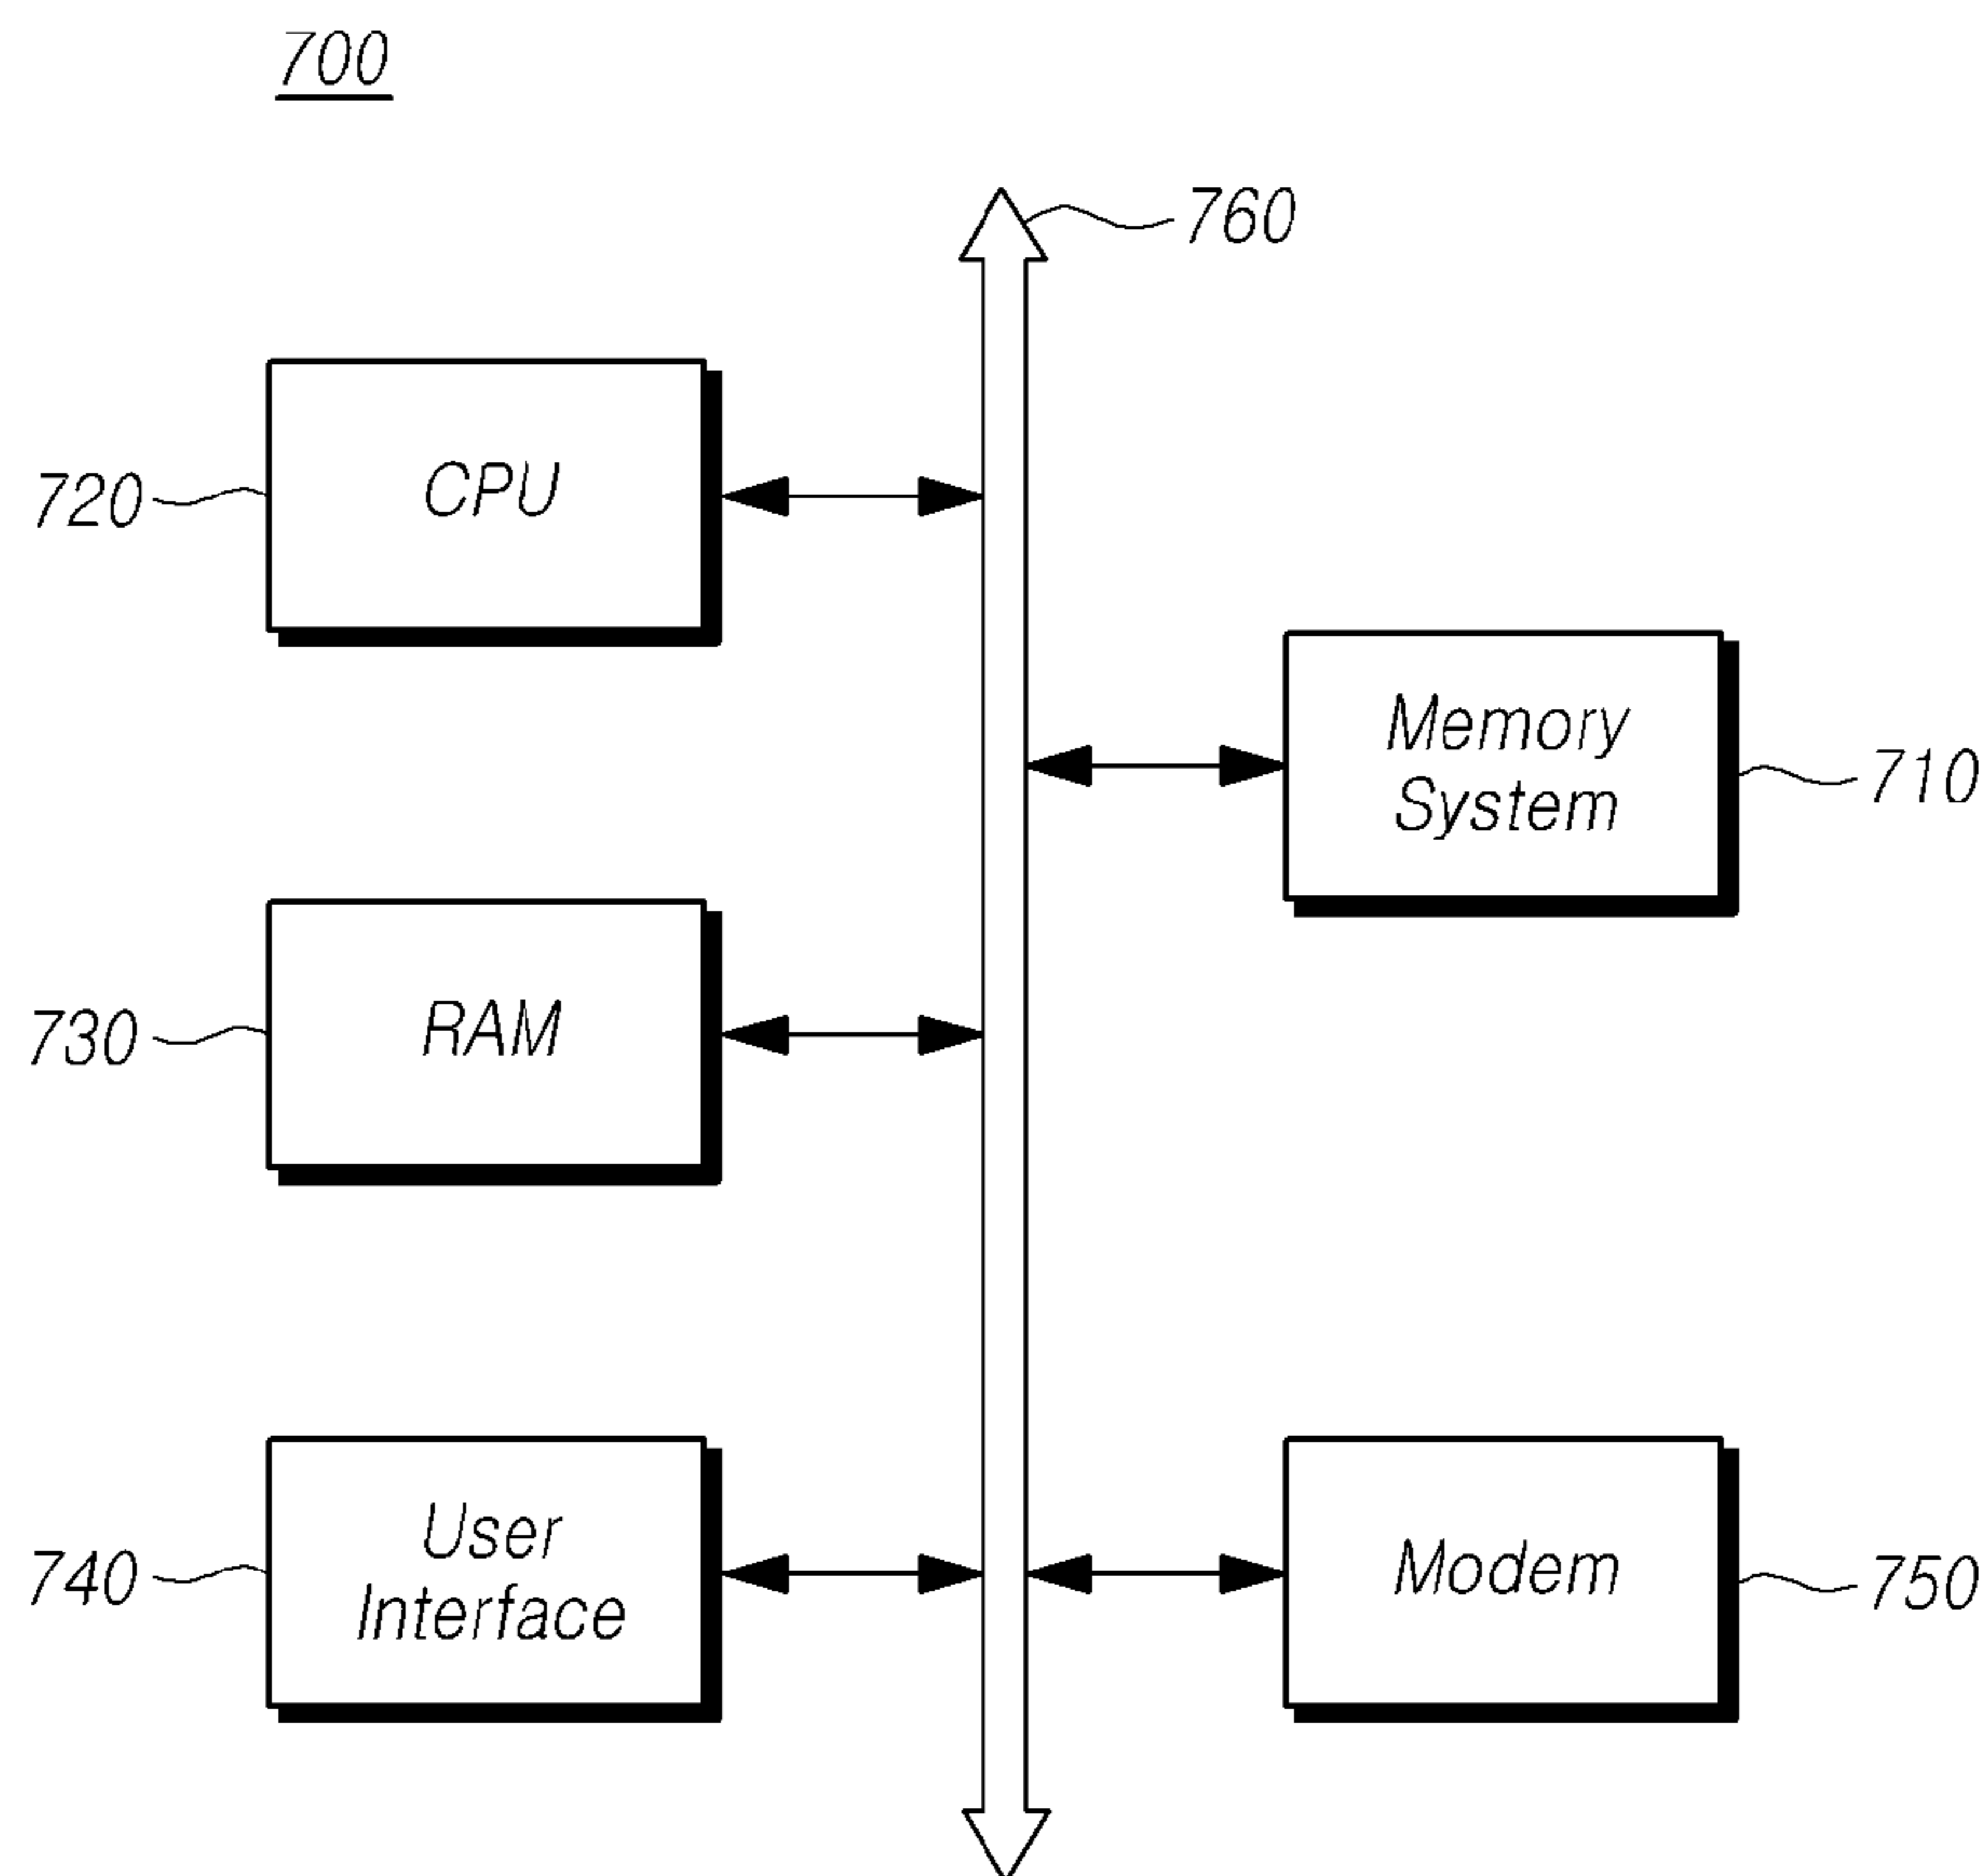 700
760
CPU
720
Memory
System
710
RAM
730
User
Interface
740
Modem
750